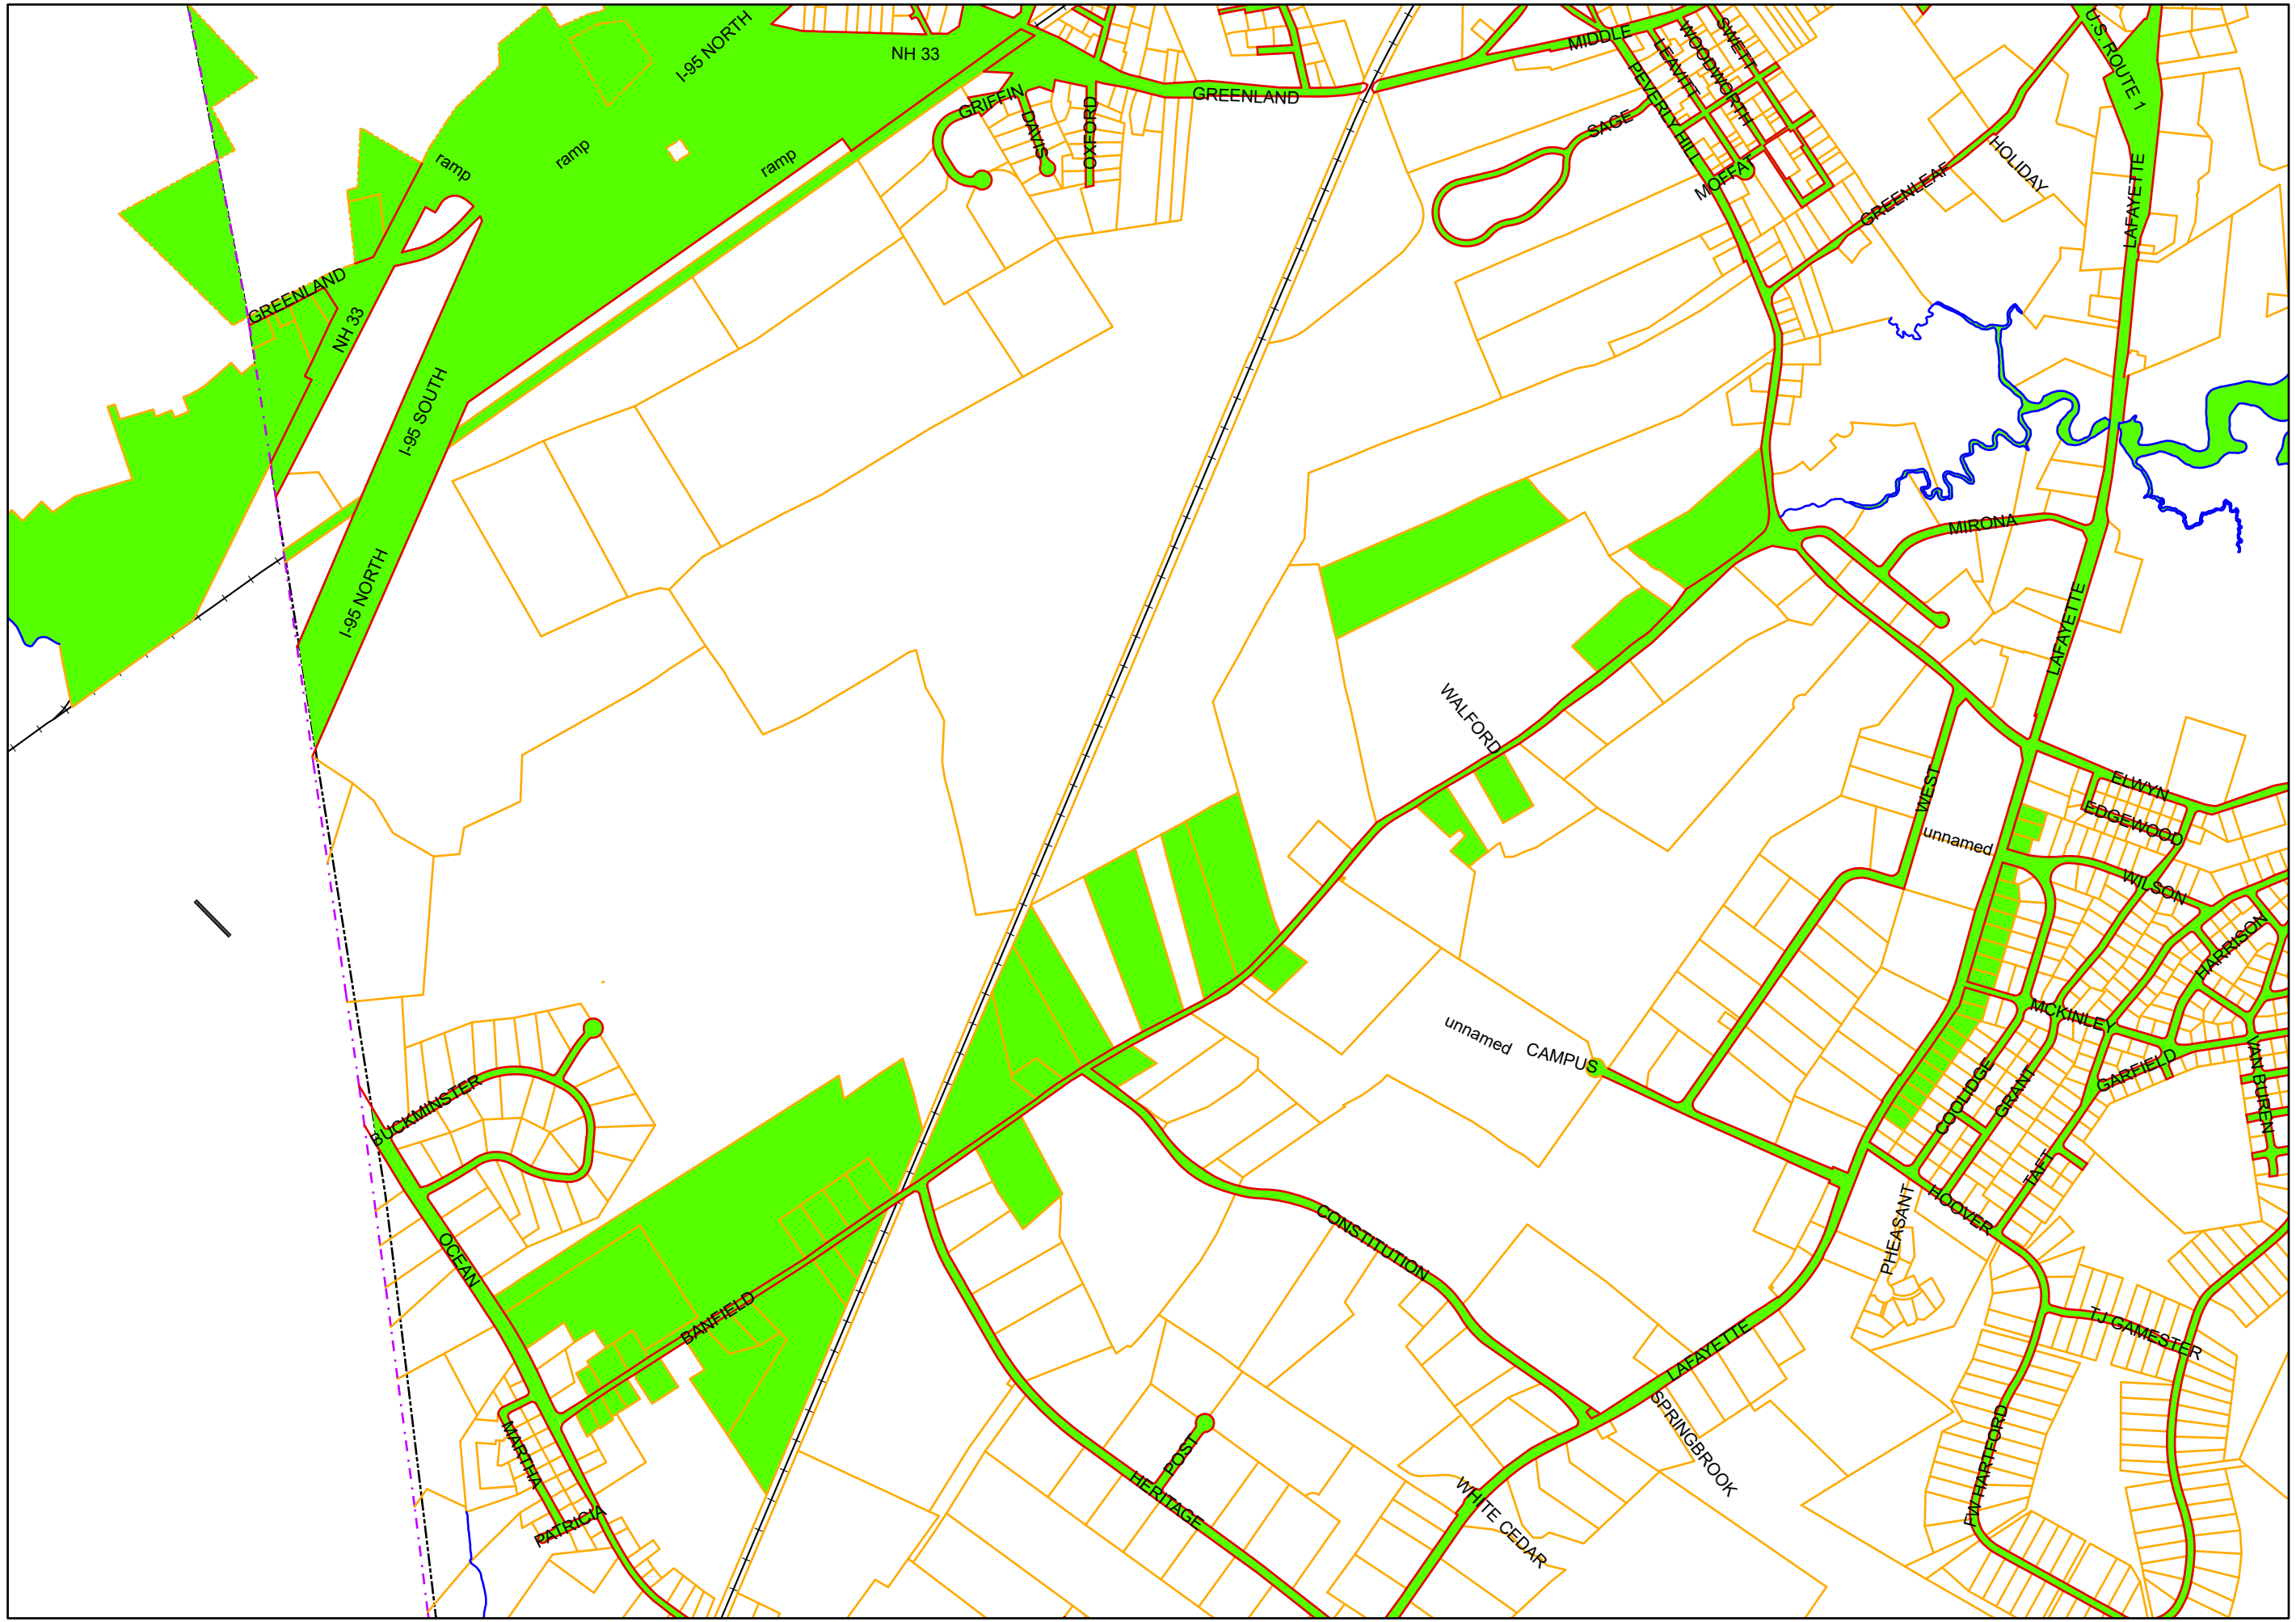 I-95 NORTH
NH 33
MIDDLE
SWETT
WOODWORTH
LEAVITT
PEVERLY HILL
U.S. ROUTE 1
GREENLAND
GRIFFIN
DAVIS
OXFORD
SAGE
MOFFAT
HOLIDAY
GREENLEAF
LAFAYETTE
ramp
ramp
ramp
GREENLAND
NH 33
I-95 SOUTH
I-95 NORTH
MIRONA
LAFAYETTE
WALFORD
WEST
unnamed
ELWYN
EDGEWOOD
WILSON
HARRISON
MCKINLEY
GARFIELD
VAN BUREN
unnamed
CAMPUS
COOLIDGE
GRANT
TAFT
HOOVER
PHEASANT
BUCKMINSTER
OCEAN
BANFIELD
CONSTITUTION
LAFAYETTE
TJ GAMESTER
SPRINGBROOK
FW HARTFORD
MARTHA
PATRICIA
POST
HERITAGE
WHITE CEDAR